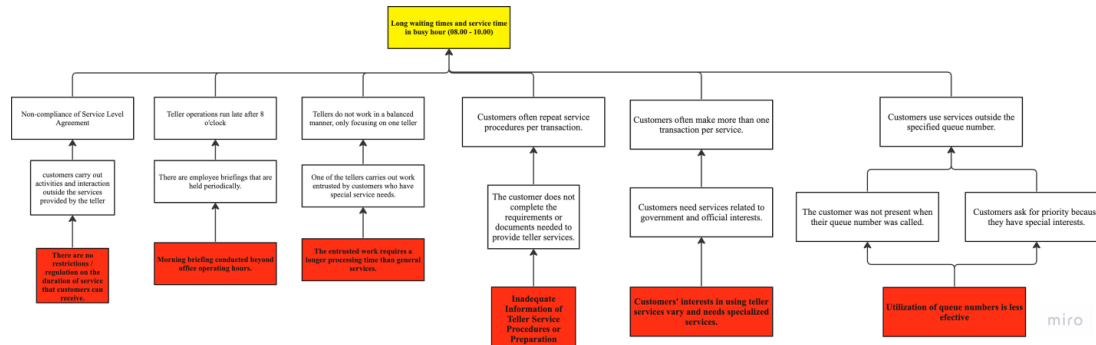 Long waiting times and service time
in busy hour (08.00 - 10.00)
Non-compliance of Service Level
Agreement
Teller operations run late after 8
o'clock
Tellers do not work in a balanced
manner, only focusing on one teller
Customers often repeat service
procedures per transaction.
Customers often make more than one
transaction per service.
Customers use services outside
the specified queue number.
customers carry out
activities and interaction
outside the services
provided by the teller
There are employee briefings that are
held periodically.
One of the tellers carries out work
entrusted by customers who have
special service needs.
The customer does not
complete the
requirements or
documents needed to
provide teller services.
Customers need services related to
government and official interests.
The customer was not present when
their queue number was called.
Customers ask for priority because
they have special interests.
There are no
restrictions /
regulation on the
duration of service
that customers can
receive.
Morning briefing conducted beyond
office operating hours.
The entrusted work requires a
longer processing time than general
services.
Inadequate
Information of
Teller Service
Procedures or
Preparation
Customers' interests in using teller
services vary and needs specialized
services.
Utilization of queue numbers is less
efective
miro